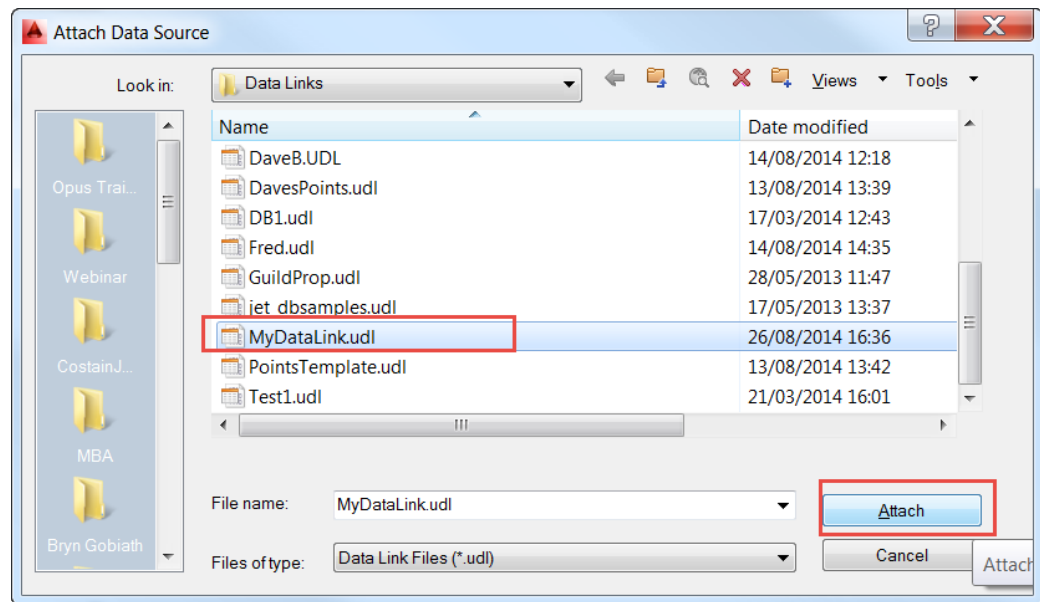 Attach Data Source
Look in: Data Links Views Tools
Name Date modified
DaveB.UDL 14/08/2014 12:18
DavesPoints.udl 13/08/2014 13:39
DB1.udl 17/03/2014 12:43
Fred.udl 14/08/2014 14:35
GuildProp.udl 28/05/2013 11:47
jet_dbsamples.udl 17/05/2013 13:37
MyDataLink.udl 26/08/2014 16:36
PointsTemplate.udl 13/08/2014 13:42
Test1.udl 21/03/2014 16:01
Opus Trai...
Webinar
CostainJ...
MBA
Bryn Gobiath
File name: MyDataLink.udl Attach
Files of type: Data Link Files (*.udl) Cancel
Attach